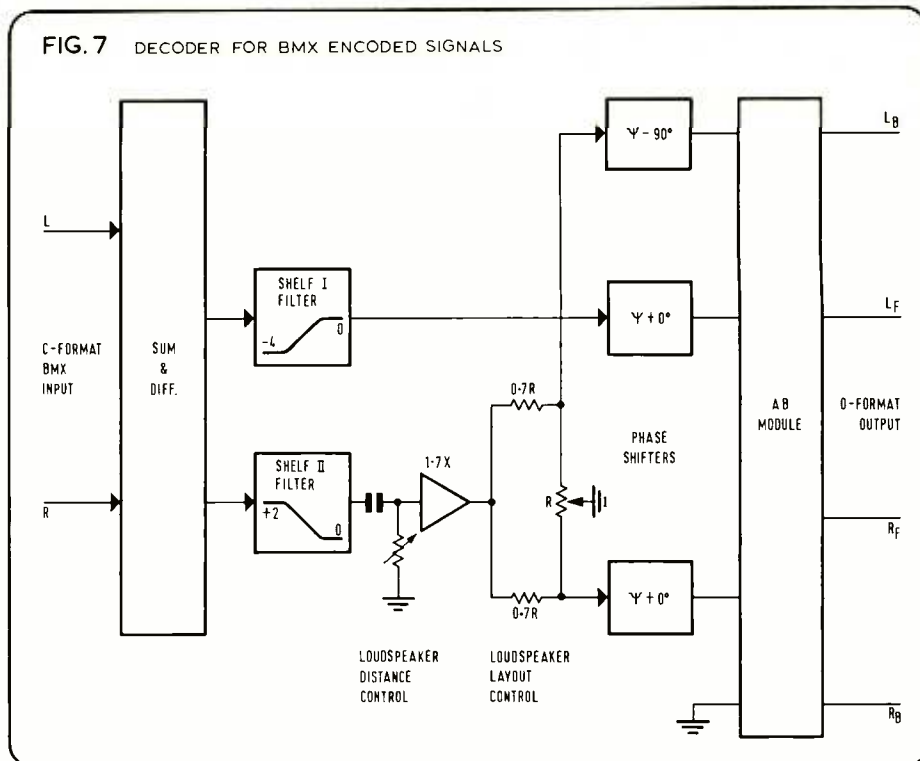 FIG. 7 DECODER FOR BMX ENCODED SIGNALS
L
C-FORMAT
BMX
INPUT
R
SUM
&
DIFF.
SHELF I
FILTER
-4
0
SHELF II
FILTER
+2
0
1·7X
0·7R
R
0·7R
LOUDSPEAKER
DISTANCE
CONTROL
LOUDSPEAKER
LAYOUT
CONTROL
Ψ - 90°
Ψ + 0°
PHASE
SHIFTERS
Ψ + 0°
AB
MODULE
LB
LF
O-FORMAT
OUTPUT
RF
RB